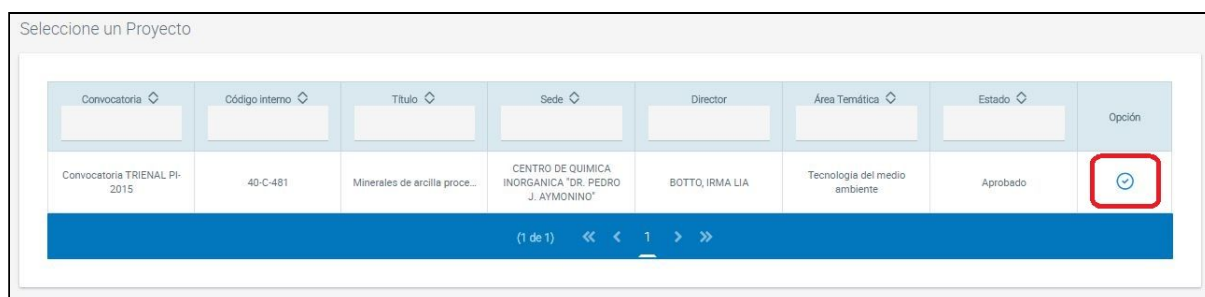 Seleccione un Proyecto
Convocatoria
Código interno
Título
Sede
Director
Área Temática
Estado
Opción
Convocatoria TRIENAL PI-
2015
40-C-481
Minerales de arcilla proce...
CENTRO DE QUIMICA
INORGANICA "DR. PEDRO
J. AYMONINO"
BOTTO, IRMA LIA
Tecnologia del medio
ambiente
Aprobado
(1 de 1) 1